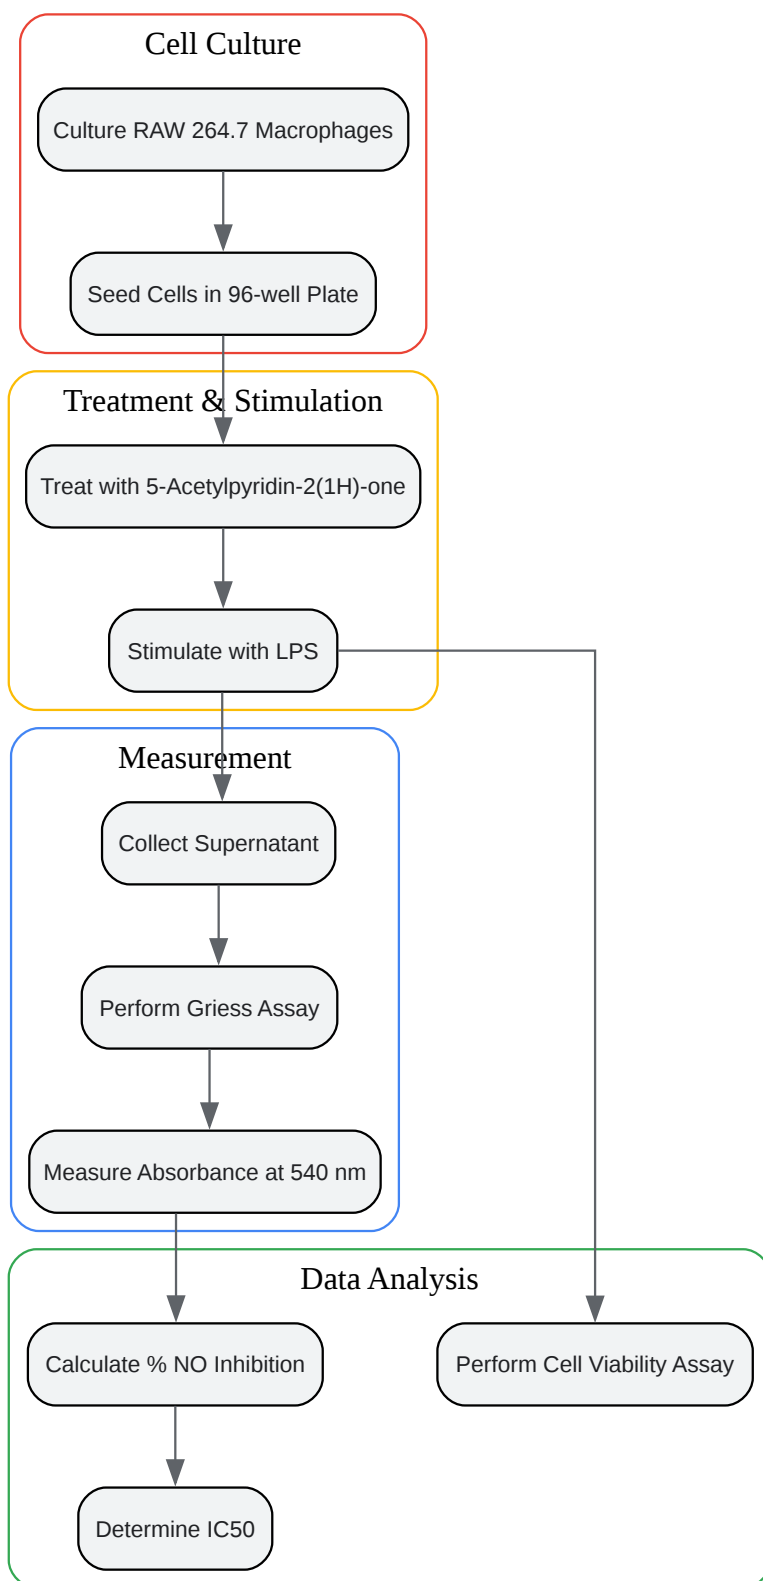 Cell Culture
Culture RAW 264.7 Macrophages
Seed Cells in 96-well Plate
Treatment & Stimulation
Treat with 5-Acetylpyridin-2(1H)-one
Stimulate with LPS
Measurement
Collect Supernatant
Perform Griess Assay
Measure Absorbance at 540 nm
Data Analysis
Calculate % NO Inhibition
Perform Cell Viability Assay
Determine IC50